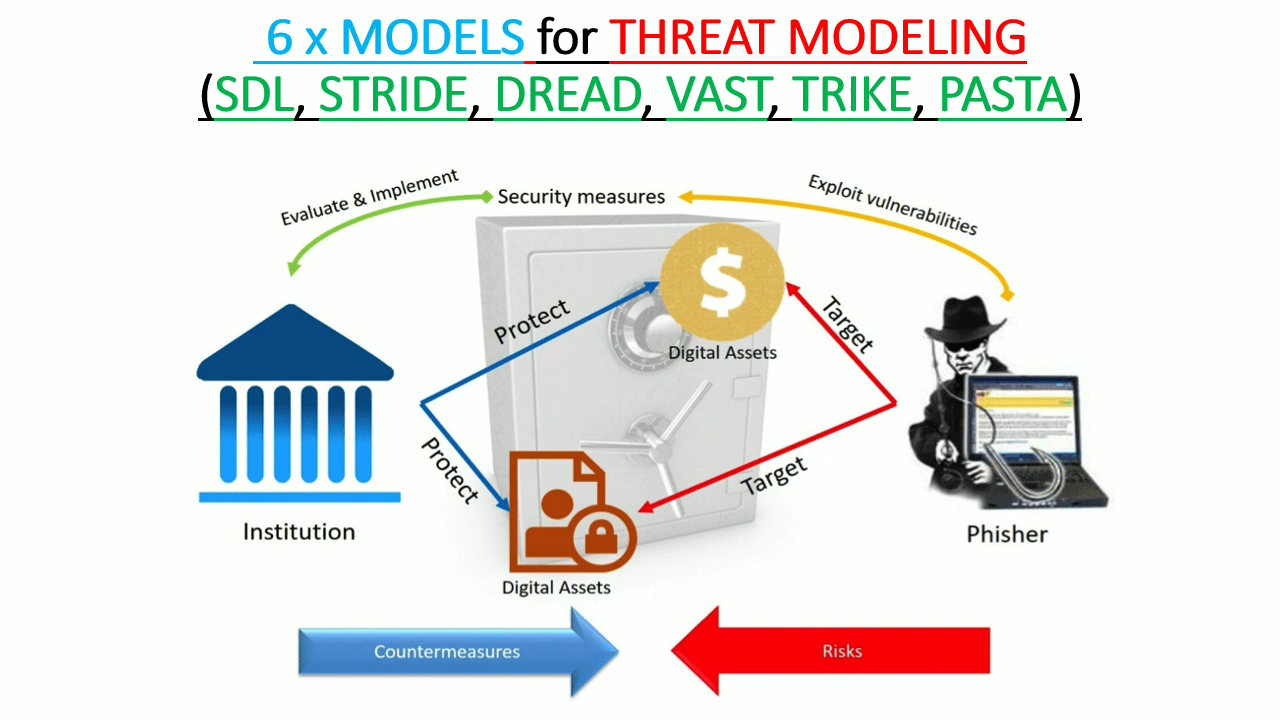 6 x MODELS for THREAT MODELING
(SDL, STRIDE, DREAD, VAST, TRIKE, PASTA)
Evaluate & Implement
Security measures
Exploit vulnerabilities
$
Protect
Target
Digital Assets
Protect
Target
Institution
Phisher
Digital Assets
Countermeasures
Risks